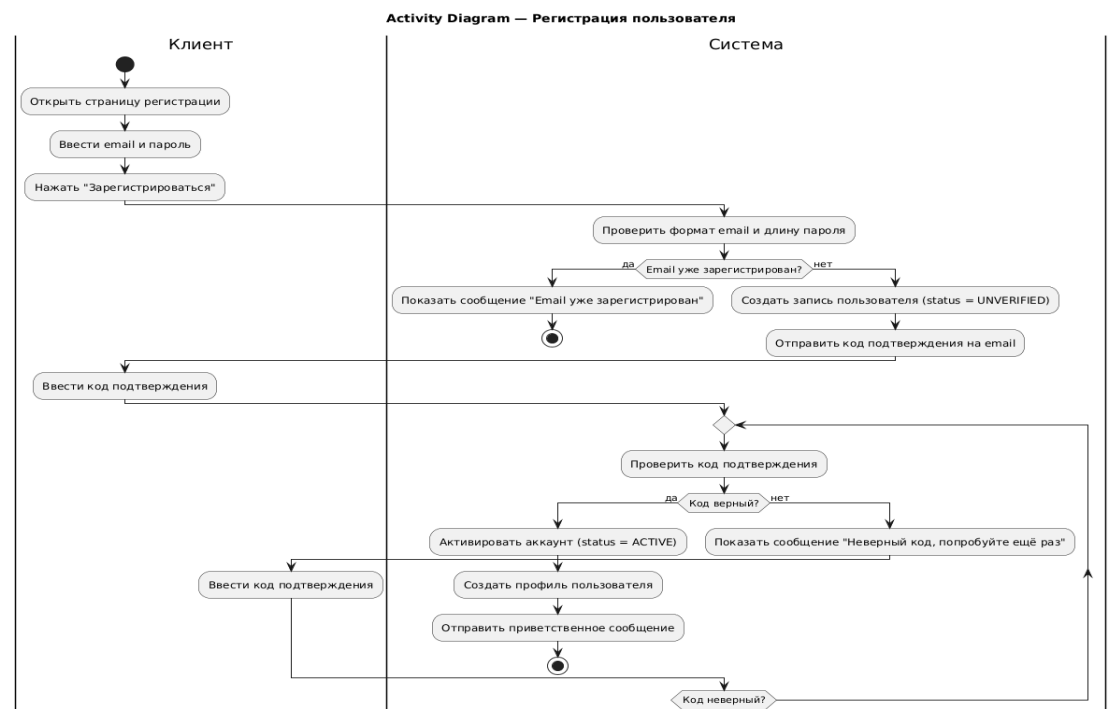 Activity Diagram — Регистрация пользователя
Клиент
Система
Открыть страницу регистрации
Ввести email и пароль
Нажать "Зарегистрироваться"
Проверить формат email и длину пароля
да
Email уже зарегистрирован?
нет
Показать сообщение "Email уже зарегистрирован"
Создать запись пользователя (status = UNVERIFIED)
Отправить код подтверждения на email
Ввести код подтверждения
Проверить код подтверждения
да
Код верный?
нет
Активировать аккаунт (status = ACTIVE)
Показать сообщение "Неверный код, попробуйте ещё раз"
Ввести код подтверждения
Создать профиль пользователя
Отправить приветственное сообщение
Код неверный?